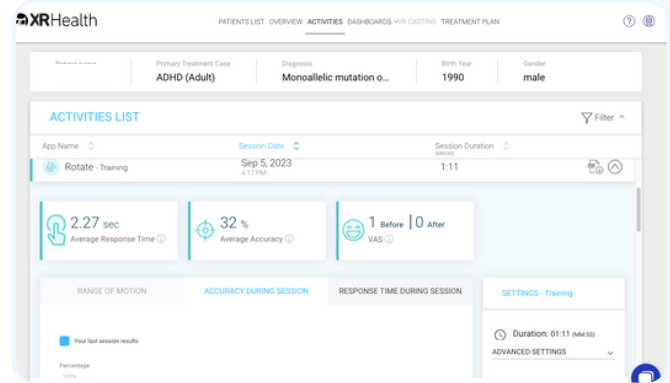 XRHealth
PATIENTS LIST OVERVIEW ACTIVITIES DASHBOARDS VR CASTING TREATMENT PLAN
Primary Treatment Case Diagnosis Birth Year Gender
ADHD (Adult) Monoallelic mutation o... 1990 male
ACTIVITIES LIST Filter
App Name Session Date Session Duration
(MM:SS)
Rotate - Training Sep 5, 2023 1:11
4:17 PM
2.27 sec 32 % 1 Before | 0 After
Average Response Time Average Accuracy VAS
RANGE OF MOTION ACCURACY DURING SESSION RESPONSE TIME DURING SESSION SETTINGS - Training
Duration: 01:11 (MM:SS)
Your last session results
ADVANCED SETTINGS
Percentage
100%